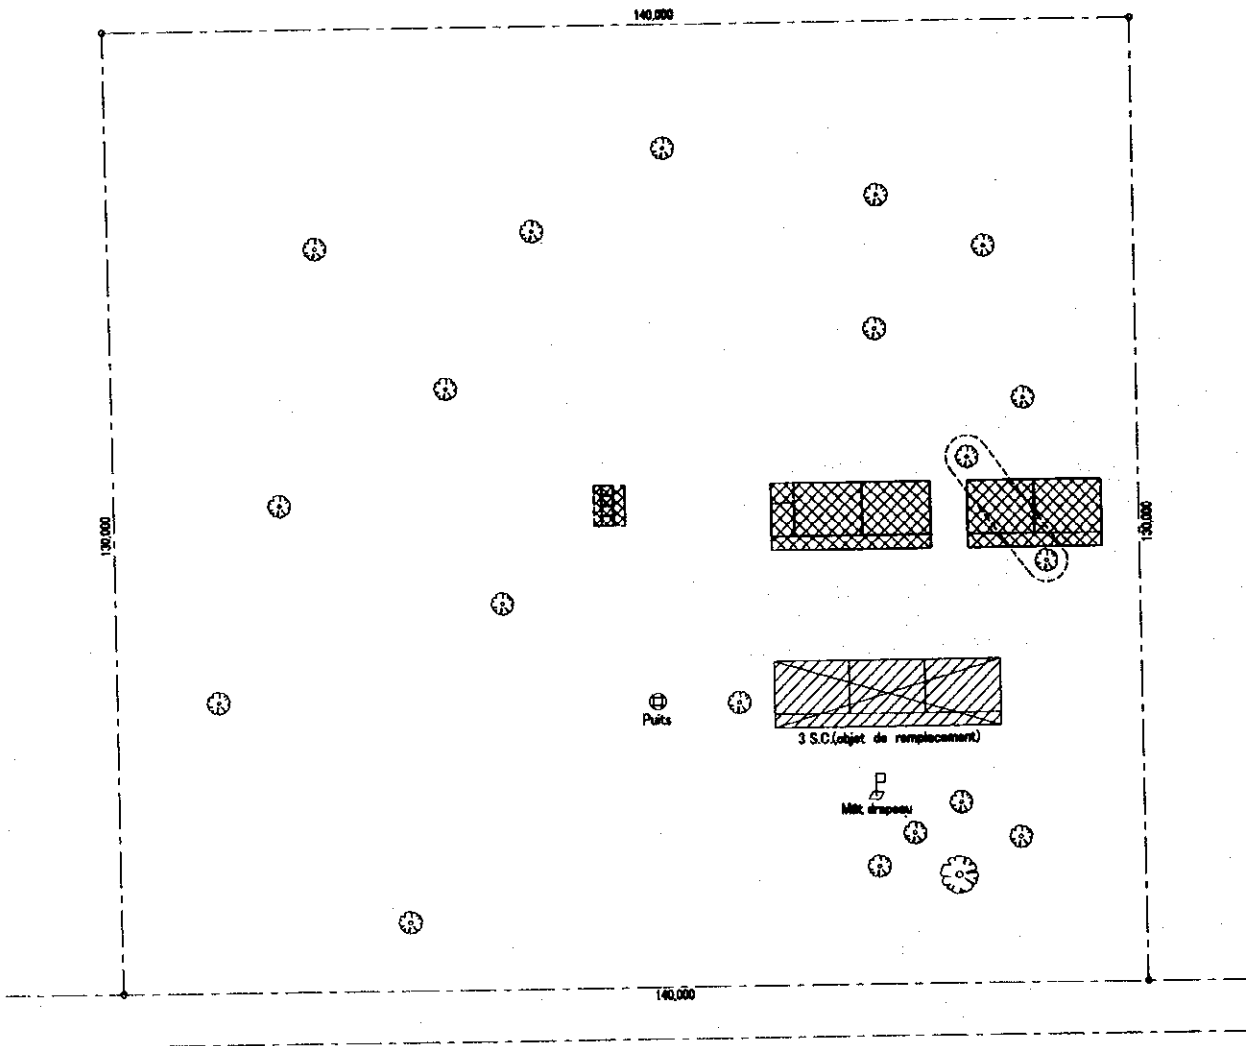 140,000
130,000
130,000
Puits
3 S.C.(objet de remplacement)
Mât drapeau
140,000